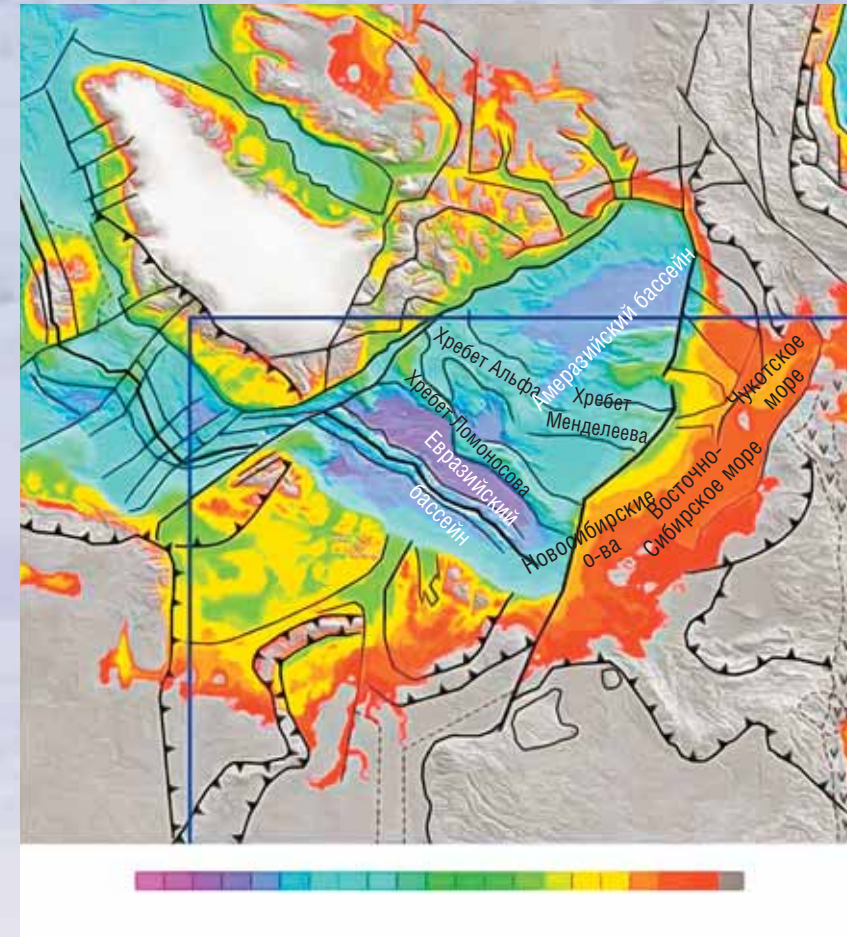 Амеразийский бассейн
Хребет Альфа
Хребет
Менделеева
Хребет Ломоносова
Евразийский
бассейн
Чукотское
море
Восточно-
Сибирское море
Новосибирские
о-ва